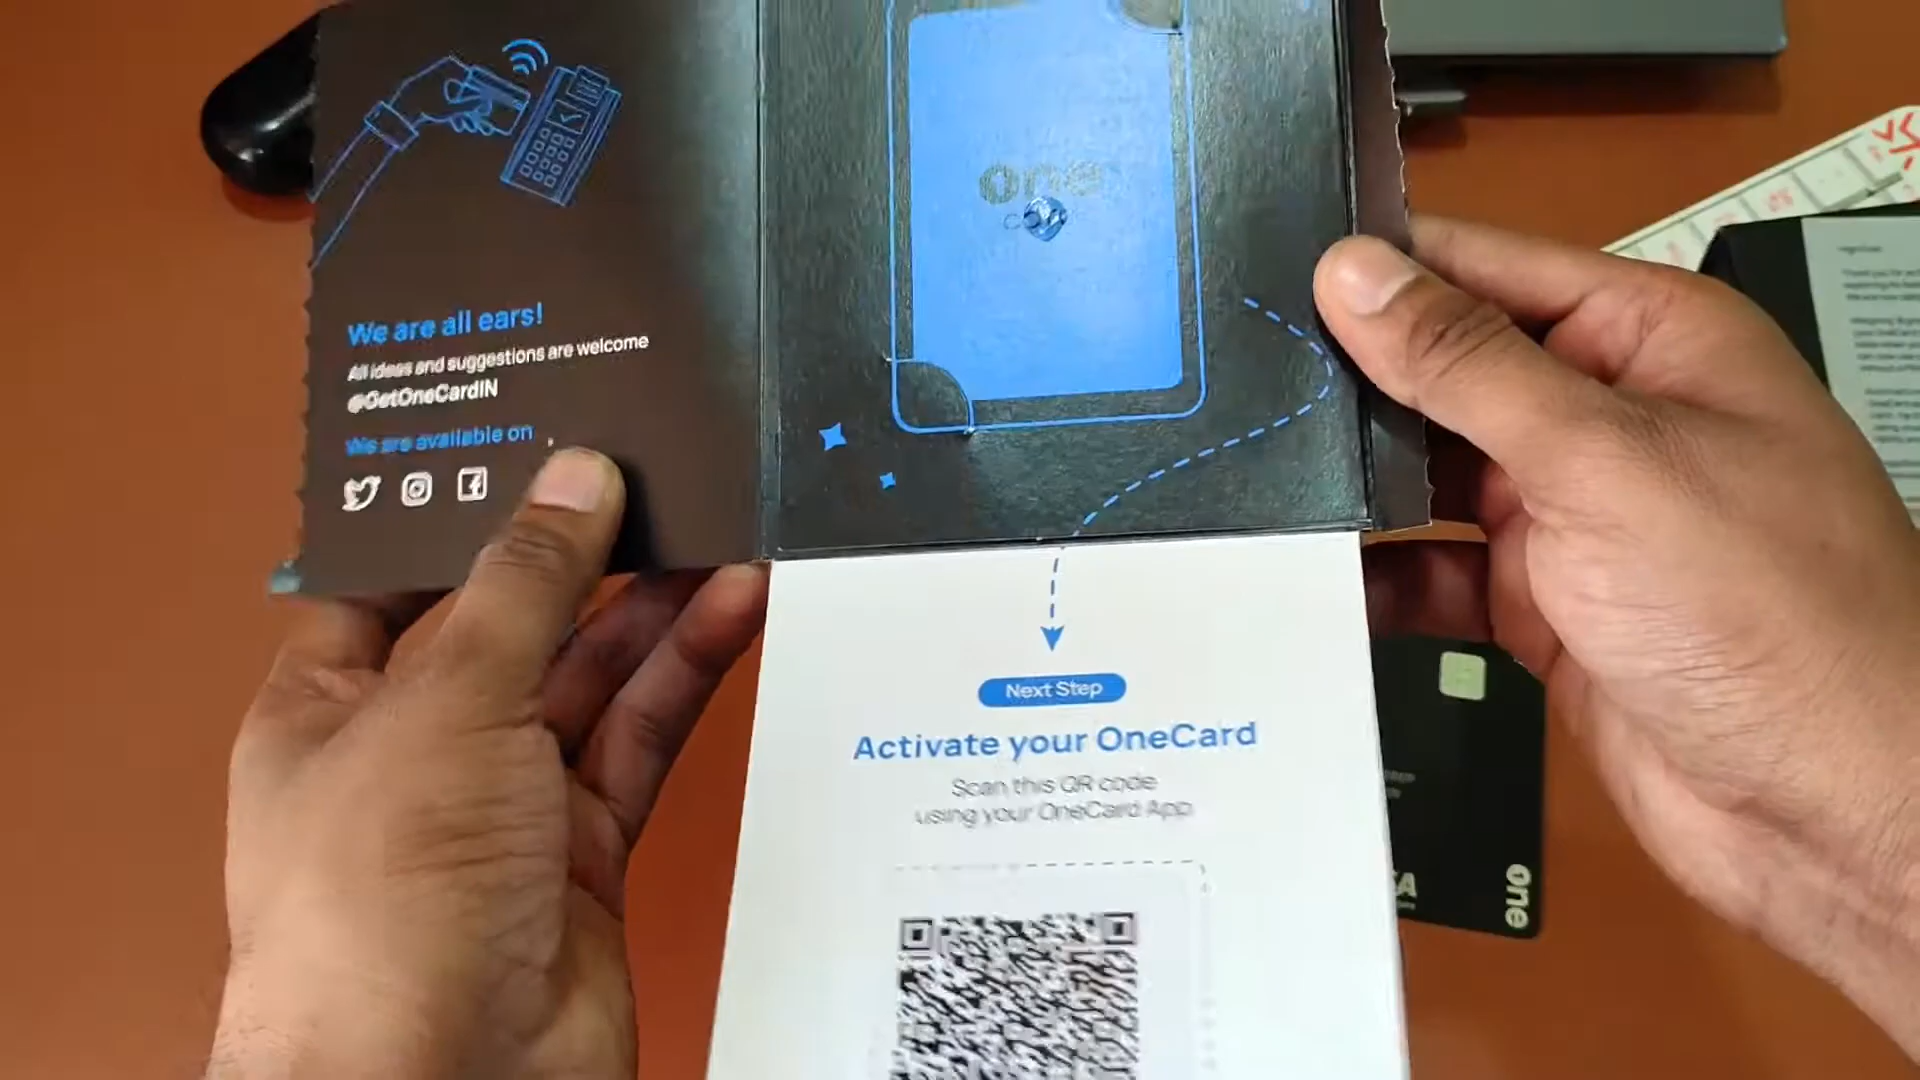 We are all ears!
All ideas and suggestions are welcome
@GetOneCardIN
We are available on
one
Next Step
Activate your OneCard
Scan this QR code
using your OneCard App
one